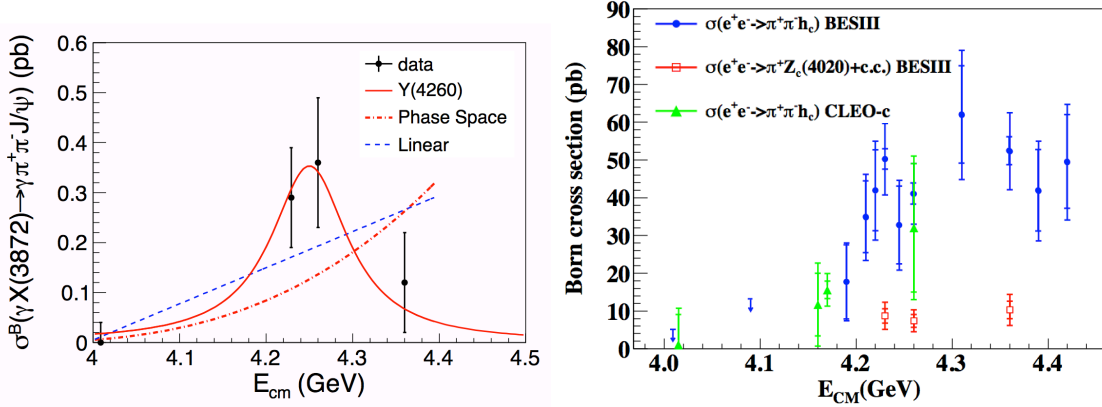 σᴮ(γX(3872)→γπ⁺π⁻J/ψ) (pb)
0.6
0.5
0.4
0.3
0.2
0.1
0
data
Y(4260)
Phase Space
Linear
4 4.1 4.2 4.3 4.4 4.5
E_cm (GeV)
Born cross section (pb)
90
80
70
60
50
40
30
20
10
0
σ(e⁺e⁻->π⁺π⁻h_c) BESIII
σ(e⁺e⁻->π⁺Z_c(4020)+c.c.) BESIII
σ(e⁺e⁻->π⁺π⁻h_c) CLEO-c
4.0 4.1 4.2 4.3 4.4
E_CM(GeV)